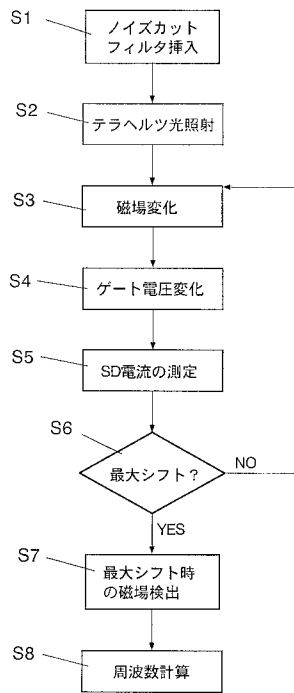 S1
ノイズカット
フィルタ挿入
S2
テラヘルツ光照射
S3
磁場変化
S4
ゲート電圧変化
S5
SD電流の測定
S6
最大シフト?
NO
YES
S7
最大シフト時
の磁場検出
S8
周波数計算